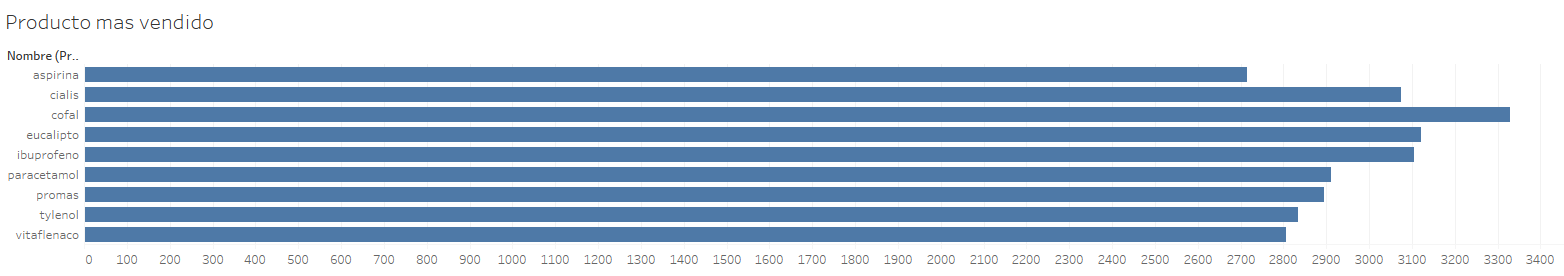 Producto mas vendido
Nombre (Pr..
aspirina
cialis
cofal
eucalipto
ibuprofeno
paracetamol
promas
tylenol
vitaflenaco
0 100 200 300 400 500 600 700 800 900 1000 1100 1200 1300 1400 1500 1600 1700 1800 1900 2000 2100 2200 2300 2400 2500 2600 2700 2800 2900 3000 3100 3200 3300 3400